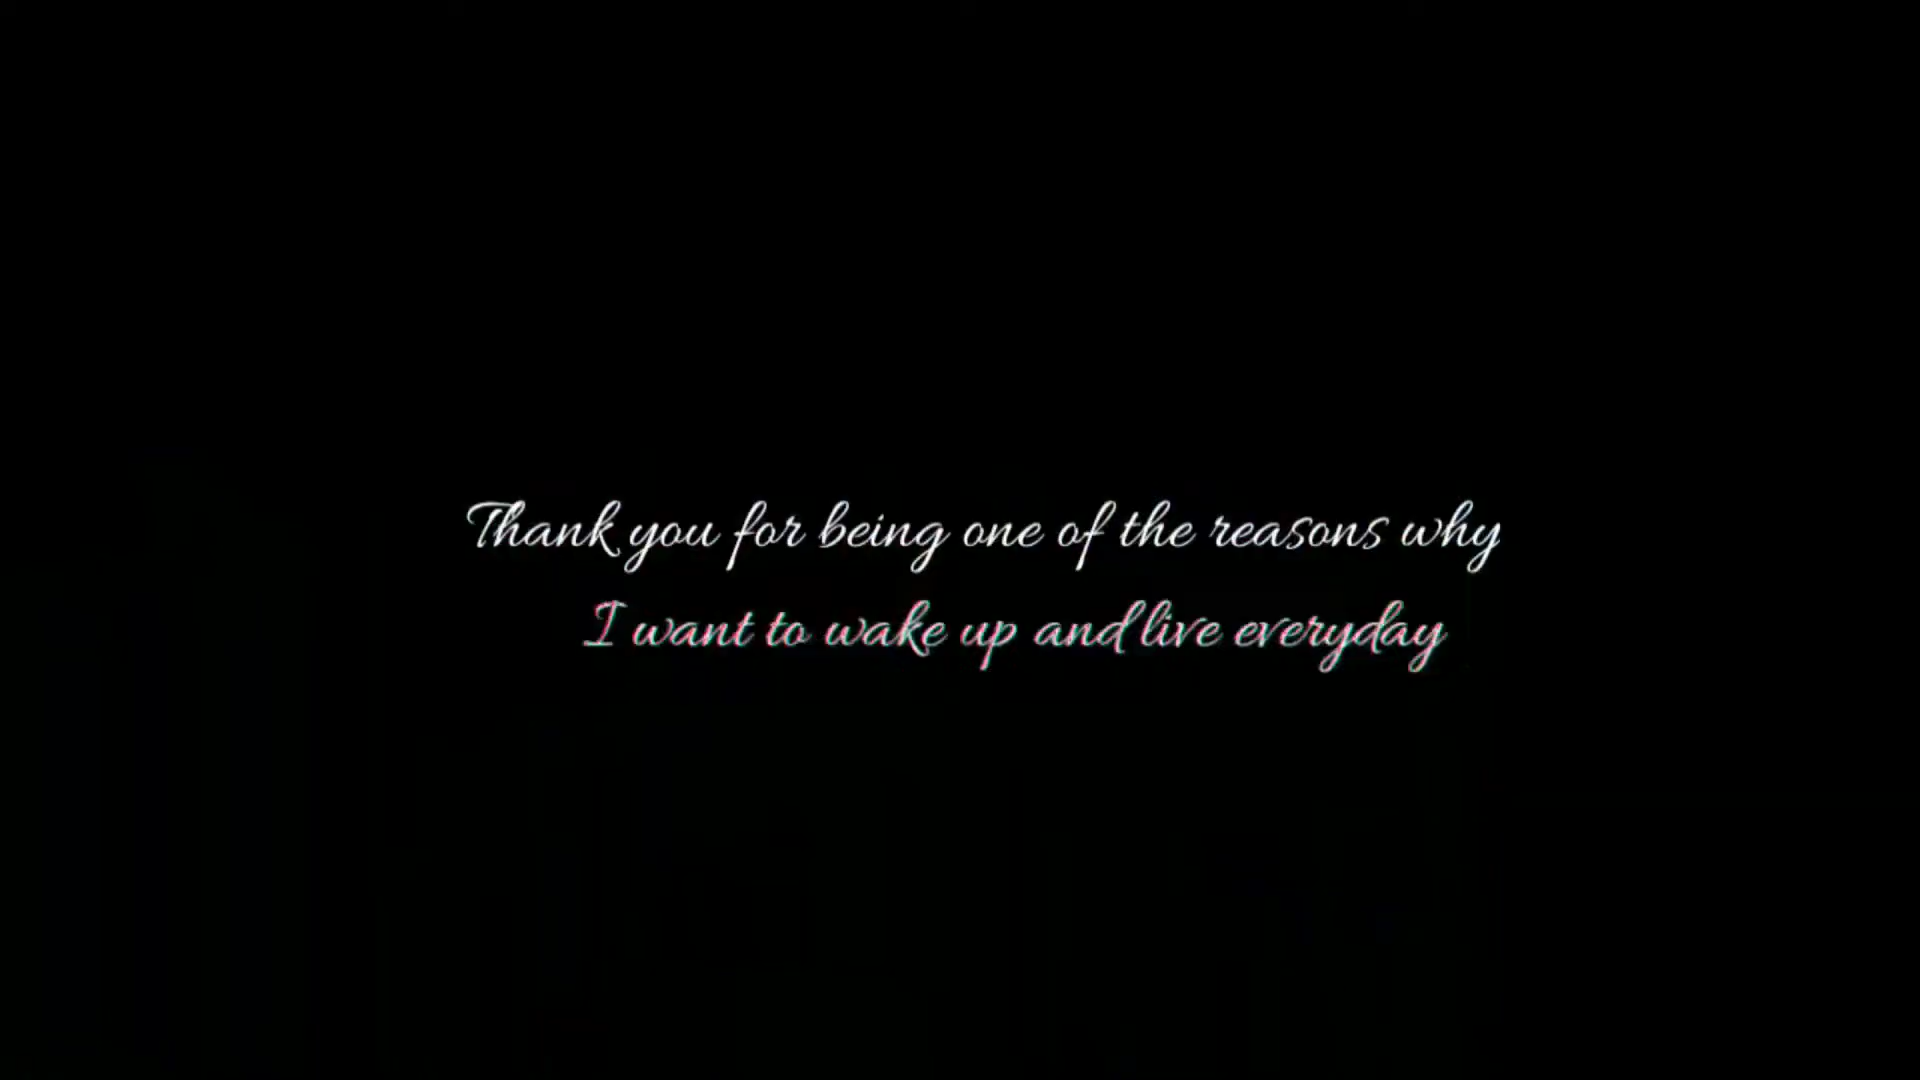 Thank you for being one of the reasons why
I want to wake up and live everyday